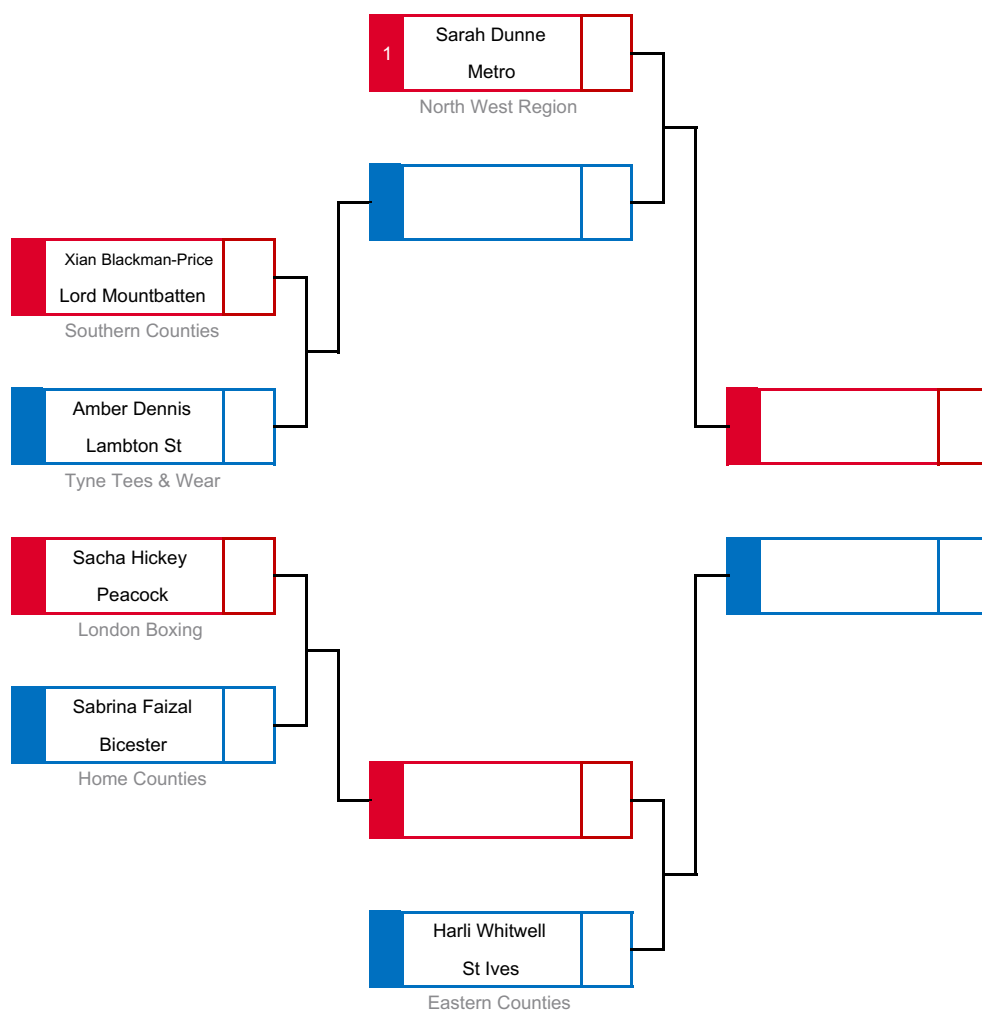 1
Sarah Dunne
Metro
North West Region
Xian Blackman-Price
Lord Mountbatten
Southern Counties
Amber Dennis
Lambton St
Tyne Tees & Wear
Sacha Hickey
Peacock
London Boxing
Sabrina Faizal
Bicester
Home Counties
Harli Whitwell
St Ives
Eastern Counties